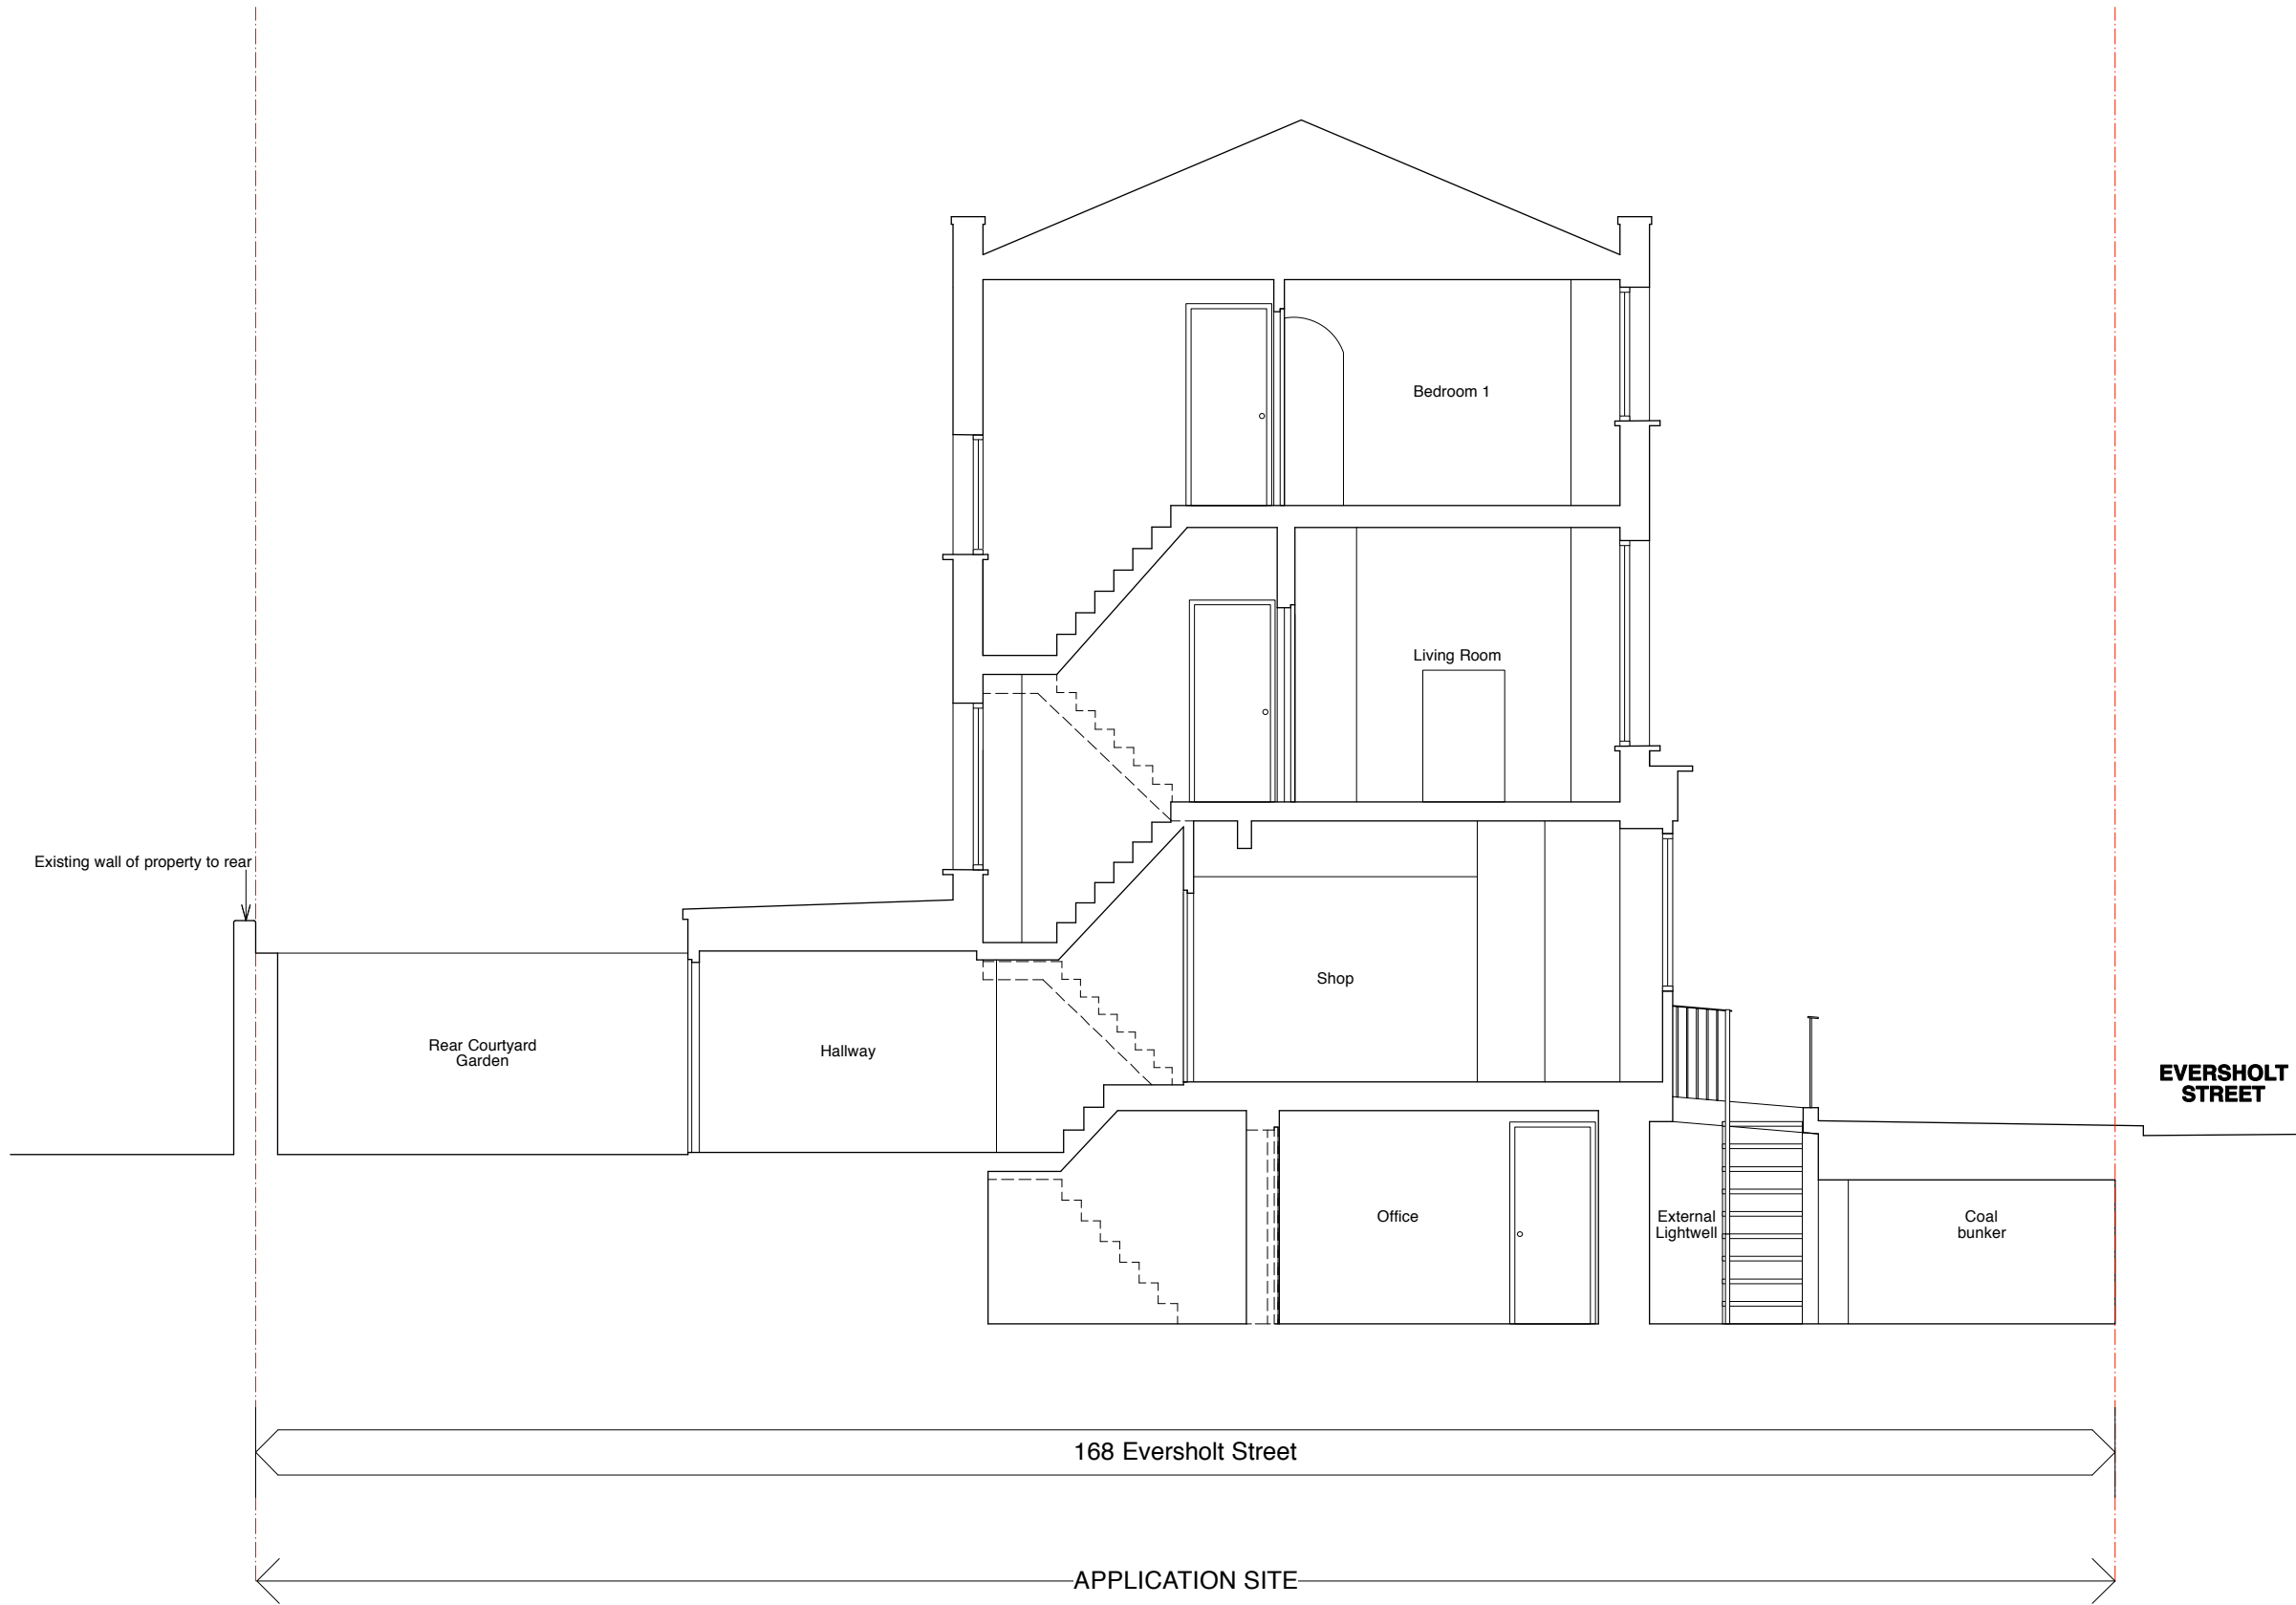 Bedroom 1
Living Room
Existing wall of property to rear
Shop
Rear Courtyard
Garden
Hallway
EVERSHOLT
STREET
Office
External
Lightwell
Coal
bunker
168 Eversholt Street
APPLICATION SITE